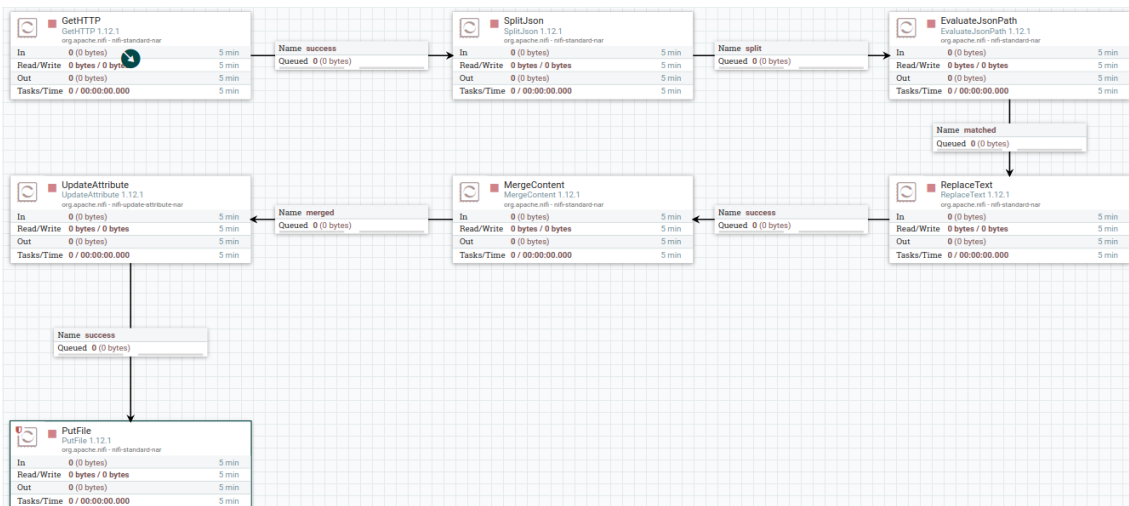 GetHTTP
GetHTTP 1.12.1
org.apache.nifi - nifi-standard-nar
In 0 (0 bytes) 5 min
Read/Write 0 bytes / 0 bytes 5 min
Out 0 (0 bytes) 5 min
Tasks/Time 0 / 00:00:00.000 5 min
Name success
Queued 0 (0 bytes)
SplitJson
SplitJson 1.12.1
org.apache.nifi - nifi-standard-nar
In 0 (0 bytes) 5 min
Read/Write 0 bytes / 0 bytes 5 min
Out 0 (0 bytes) 5 min
Tasks/Time 0 / 00:00:00.000 5 min
Name split
Queued 0 (0 bytes)
EvaluateJsonPath
EvaluateJsonPath 1.12.1
org.apache.nifi - nifi-standard-nar
In 0 (0 bytes) 5 min
Read/Write 0 bytes / 0 bytes 5 min
Out 0 (0 bytes) 5 min
Tasks/Time 0 / 00:00:00.000 5 min
Name matched
Queued 0 (0 bytes)
UpdateAttribute
UpdateAttribute 1.12.1
org.apache.nifi - nifi-update-attribute-nar
In 0 (0 bytes) 5 min
Read/Write 0 bytes / 0 bytes 5 min
Out 0 (0 bytes) 5 min
Tasks/Time 0 / 00:00:00.000 5 min
Name merged
Queued 0 (0 bytes)
MergeContent
MergeContent 1.12.1
org.apache.nifi - nifi-standard-nar
In 0 (0 bytes) 5 min
Read/Write 0 bytes / 0 bytes 5 min
Out 0 (0 bytes) 5 min
Tasks/Time 0 / 00:00:00.000 5 min
Name success
Queued 0 (0 bytes)
ReplaceText
ReplaceText 1.12.1
org.apache.nifi - nifi-standard-nar
In 0 (0 bytes) 5 min
Read/Write 0 bytes / 0 bytes 5 min
Out 0 (0 bytes) 5 min
Tasks/Time 0 / 00:00:00.000 5 min
Name success
Queued 0 (0 bytes)
PutFile
PutFile 1.12.1
org.apache.nifi - nifi-standard-nar
In 0 (0 bytes) 5 min
Read/Write 0 bytes / 0 bytes 5 min
Out 0 (0 bytes) 5 min
Tasks/Time 0 / 00:00:00.000 5 min